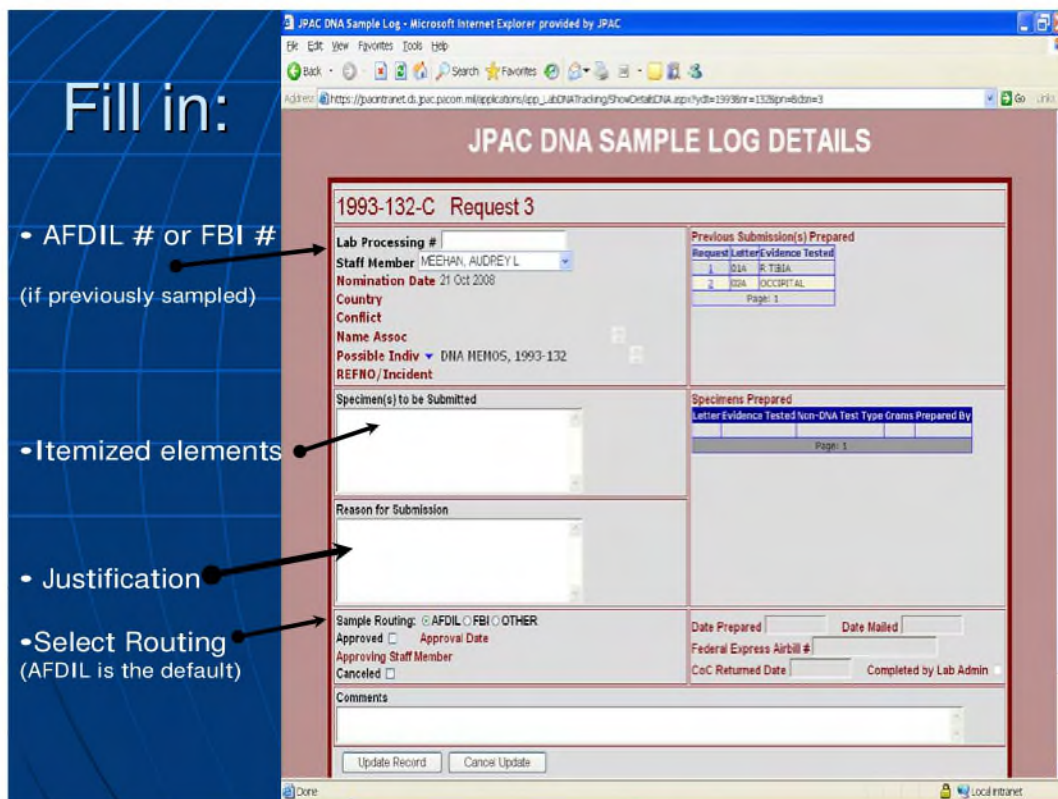 Fill in:
• AFDIL # or FBI #
(if previously sampled)
•Itemized elements
• Justification
•Select Routing
(AFDIL is the default)
JPAC DNA Sample Log - Microsoft Internet Explorer provided by JPAC
File Edit View Favorites Tools Help
Back Search Favorites
Address
Go Links
JPAC DNA SAMPLE LOG DETAILS
1993-132-C Request 3
Lab Processing #
Staff Member MEEHAN, AUDREY L
Nomination Date 21 Oct 2008
Country
Conflict
Name Assoc
Possible Indiv DNA MEMOS, 1993-132
REFNO/Incident
Previous Submission(s) Prepared
Request Letter Evidence Tested
1 01A R TIBIA
2 02A OCCIPITAL
Page: 1
Specimen(s) to be Submitted
Specimens Prepared
Letter Evidence Tested Non-DNA Test Type Grams Prepared By
Page: 1
Reason for Submission
Sample Routing: AFDIL FBI OTHER
Approved Approval Date
Approving Staff Member
Canceled
Date Prepared Date Mailed
Federal Express Airbill #
CoC Returned Date Completed by Lab Admin
Comments
Update Record Cancel Update
Done Local intranet